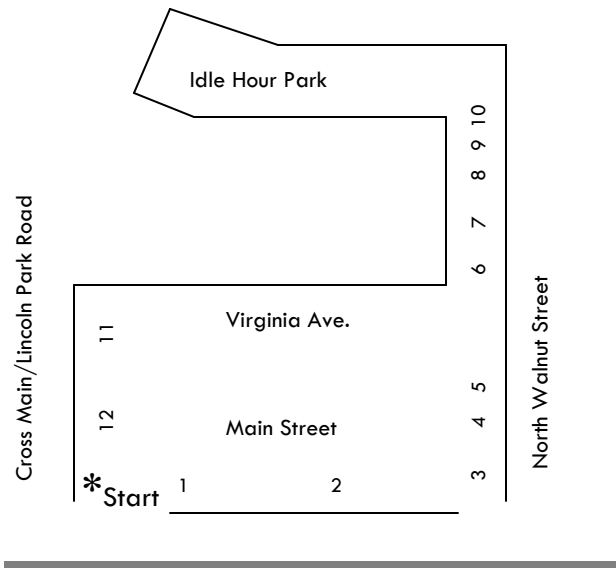 Idle Hour Park
10
9
8
7
6
Cross Main/Lincoln Park Road
North Walnut Street
Virginia Ave.
11
5
12
Main Street
4
*Start
1
2
3